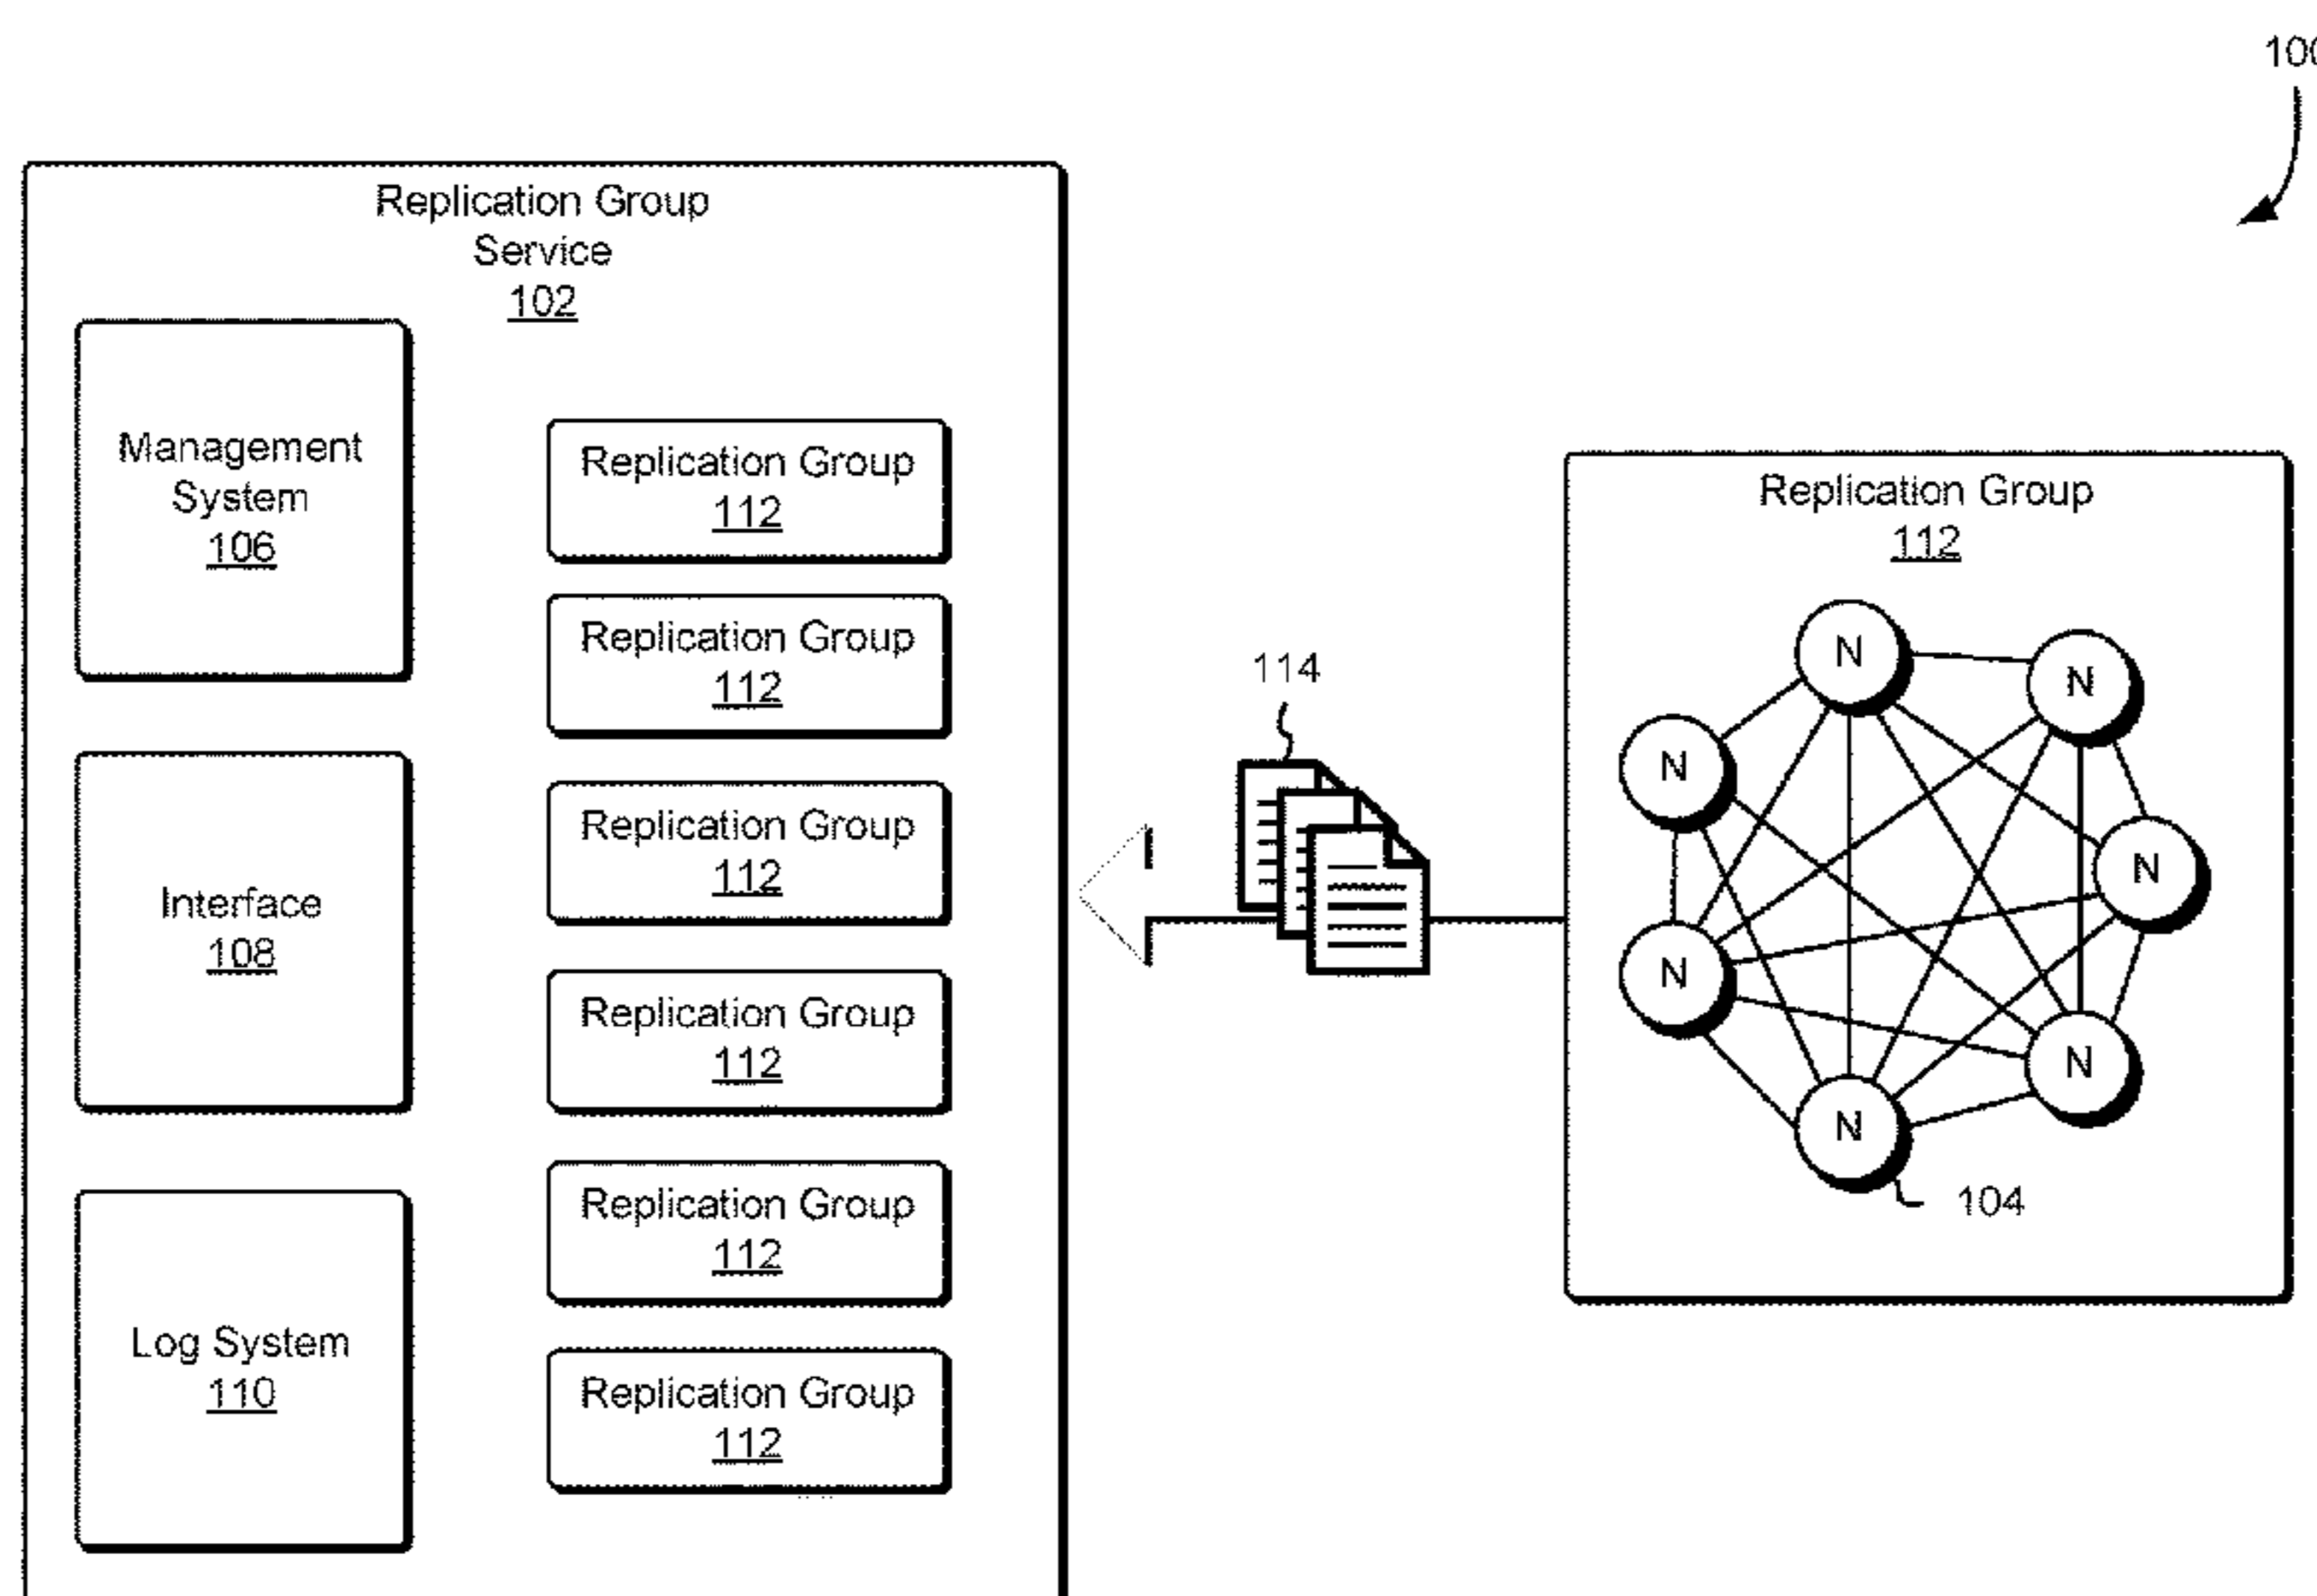 100
Replication Group
Service
102
Management
System
106
Interface
108
Log System
110
Replication Group
112
Replication Group
112
Replication Group
112
Replication Group
112
Replication Group
112
Replication Group
112
114
Replication Group
112
N
N
N
N
N
N
N
104